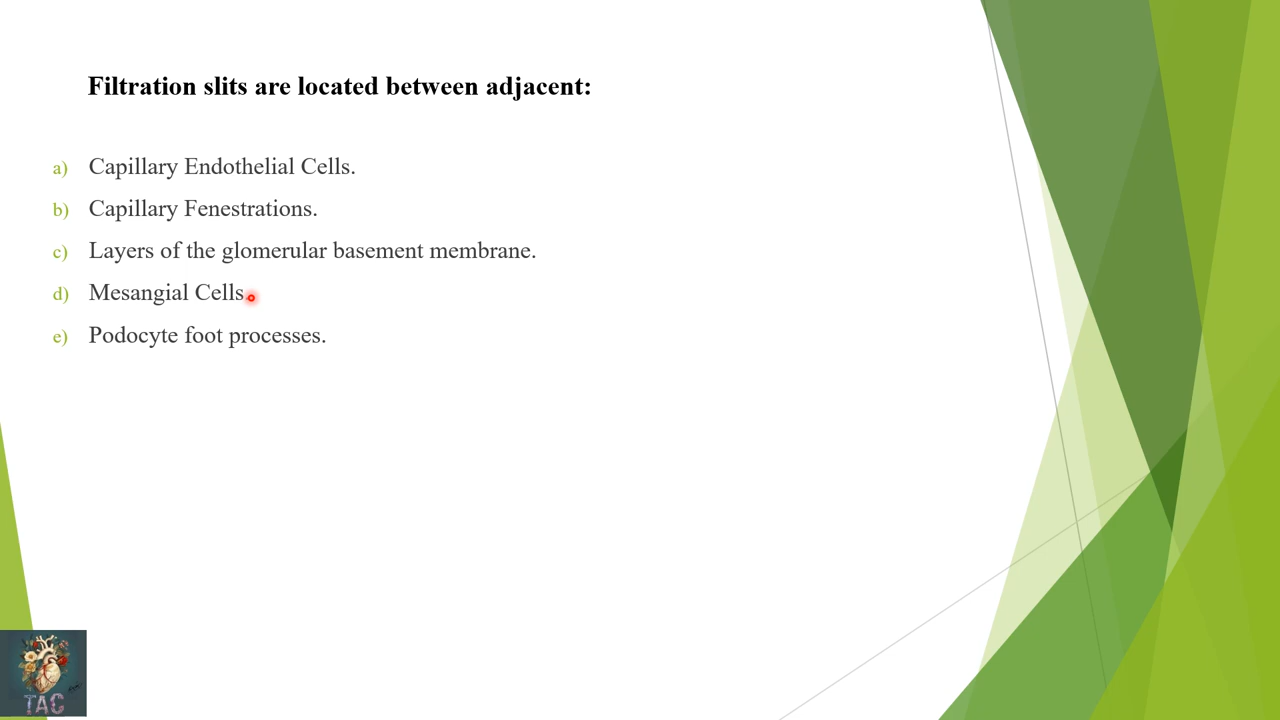 Filtration slits are located between adjacent:
a) Capillary Endothelial Cells.
b) Capillary Fenestrations.
c) Layers of the glomerular basement membrane.
d) Mesangial Cells.
e) Podocyte foot processes.
TAC